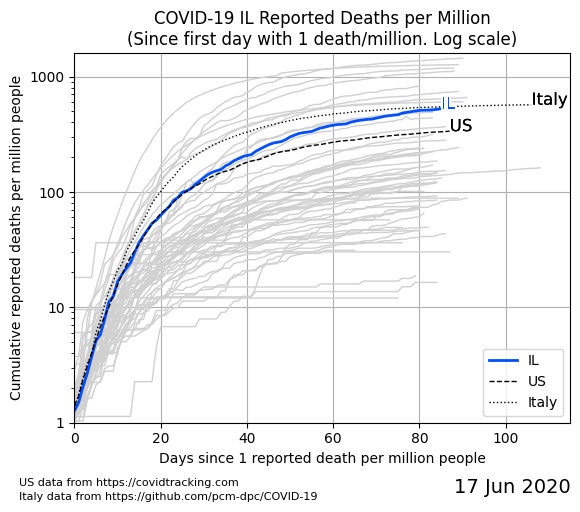 COVID-19 IL Reported Deaths per Million
(Since first day with 1 death/million. Log scale)
Cumulative reported deaths per million people
1000
100
10
1
IL
Italy
US
IL
US
Italy
0
20
40
60
80
100
Days since 1 reported death per million people
US data from https://covidtracking.com
Italy data from https://github.com/pcm-dpc/COVID-19
17 Jun 2020